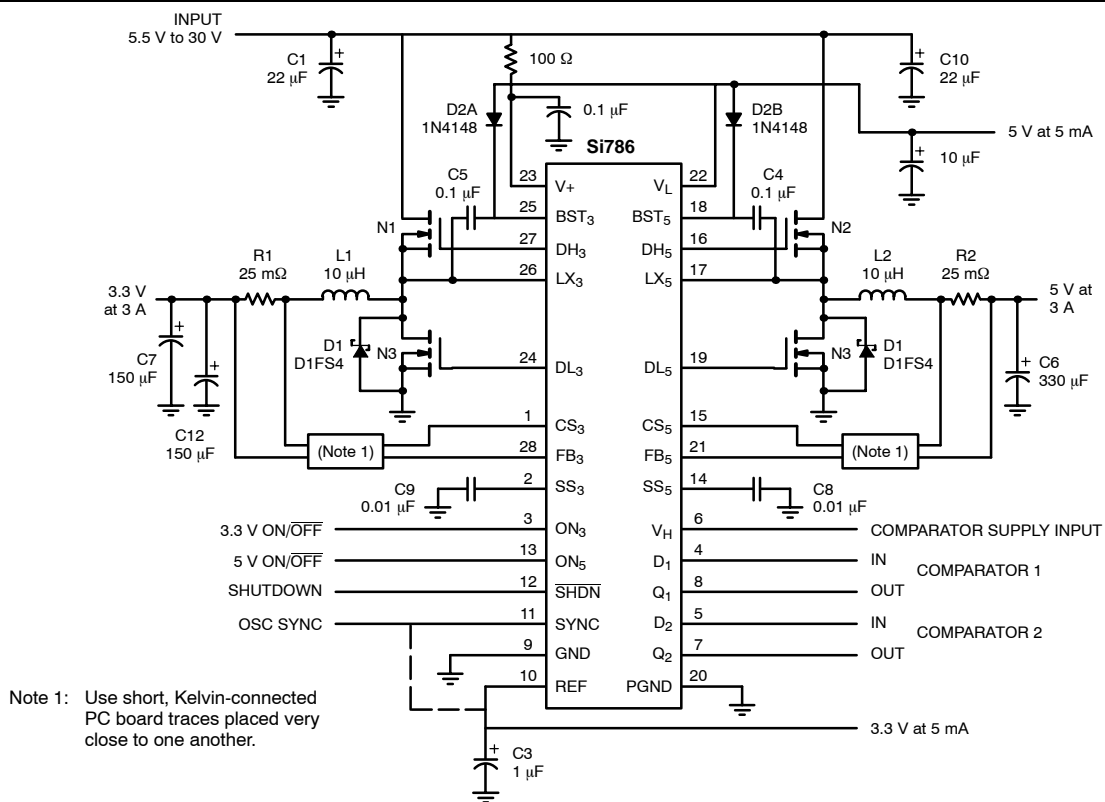 INPUT
5.5 V to 30 V
C1
22 μF
+
100 Ω
+
C10
22 μF
D2A
1N4148
+
0.1 μF
D2B
1N4148
5 V at 5 mA
+
10 μF
Si786
C5
0.1 μF
C4
0.1 μF
23
V+
VL
22
25
BST3
BST5
18
N1
27
DH3
DH5
16
N2
26
LX3
LX5
17
R1
25 mΩ
L1
10 μH
L2
10 μH
R2
25 mΩ
3.3 V
at 3 A
5 V at
3 A
+
C7
150 μF
+
C12
150 μF
D1
D1FS4
N3
24
DL3
DL5
19
N3
D1
D1FS4
+
C6
330 μF
1
CS3
CS5
15
(Note 1)
28
FB3
FB5
21
(Note 1)
2
SS3
SS5
14
C9
0.01 μF
C8
0.01 μF
3.3 V ON/OFF
3
ON3
VH
6
COMPARATOR SUPPLY INPUT
5 V ON/OFF
13
ON5
D1
4
IN
COMPARATOR 1
SHUTDOWN
12
SHDN
Q1
8
OUT
OSC SYNC
11
SYNC
D2
5
IN
COMPARATOR 2
9
GND
Q2
7
OUT
10
REF
PGND
20
Note 1: Use short, Kelvin-connected
PC board traces placed very
close to one another.
3.3 V at 5 mA
+
C3
1 μF